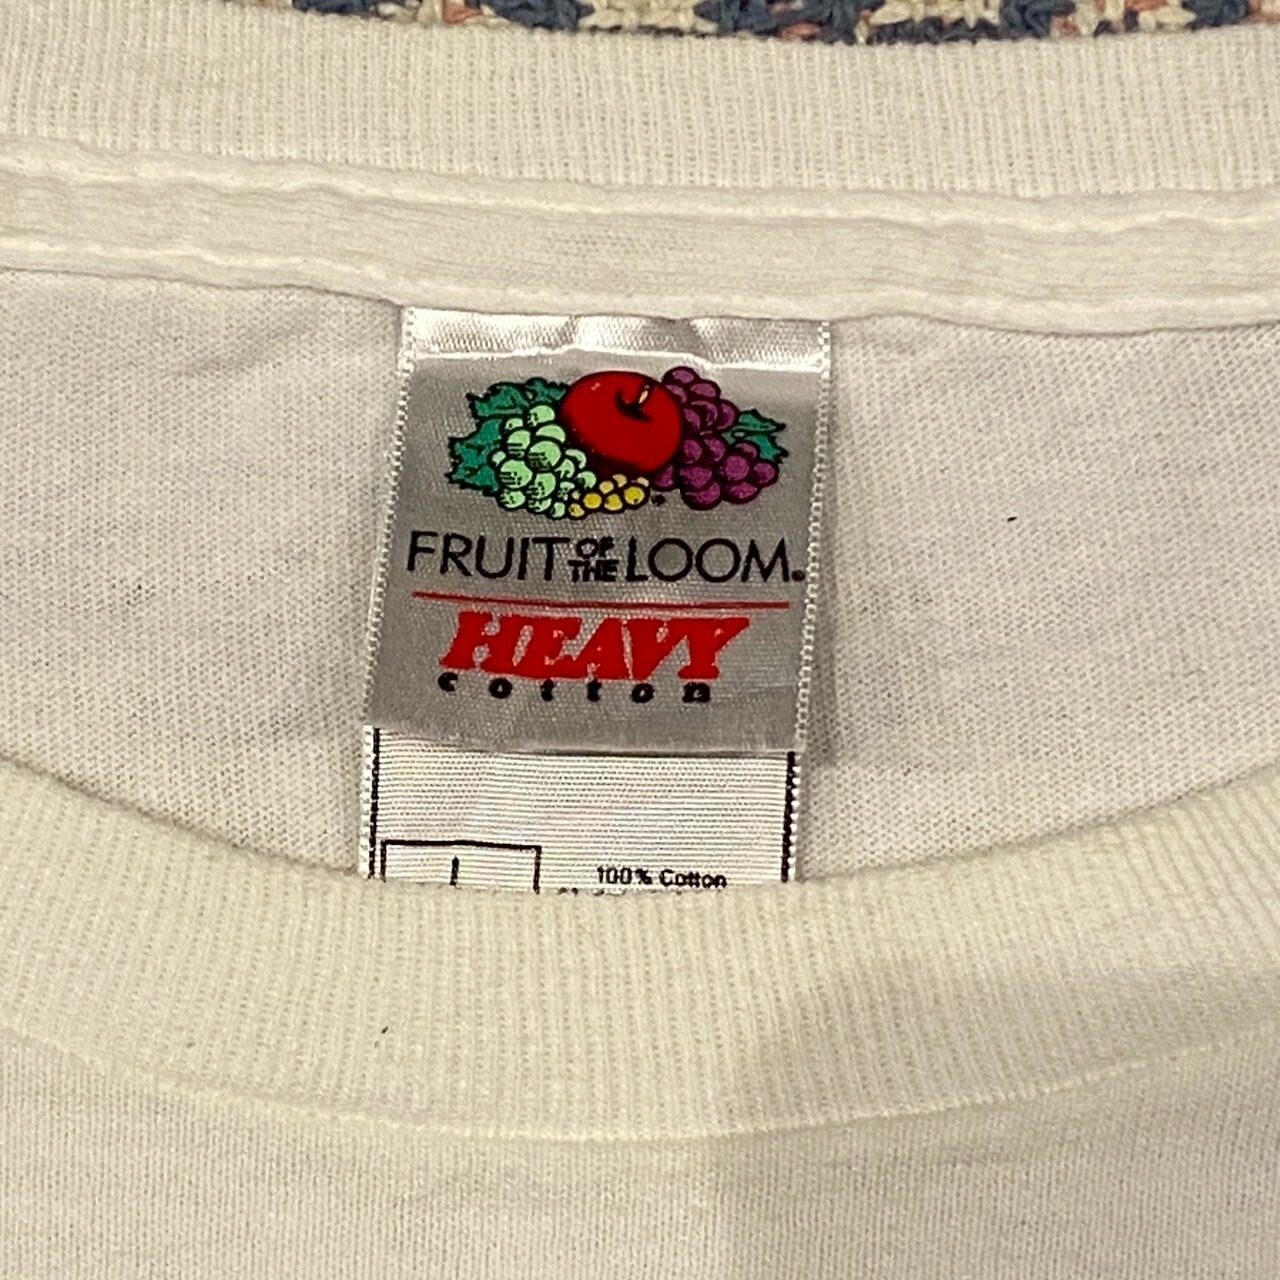 FRUIT OF THE LOOM®
HEAVY
cotton
100% Cotton